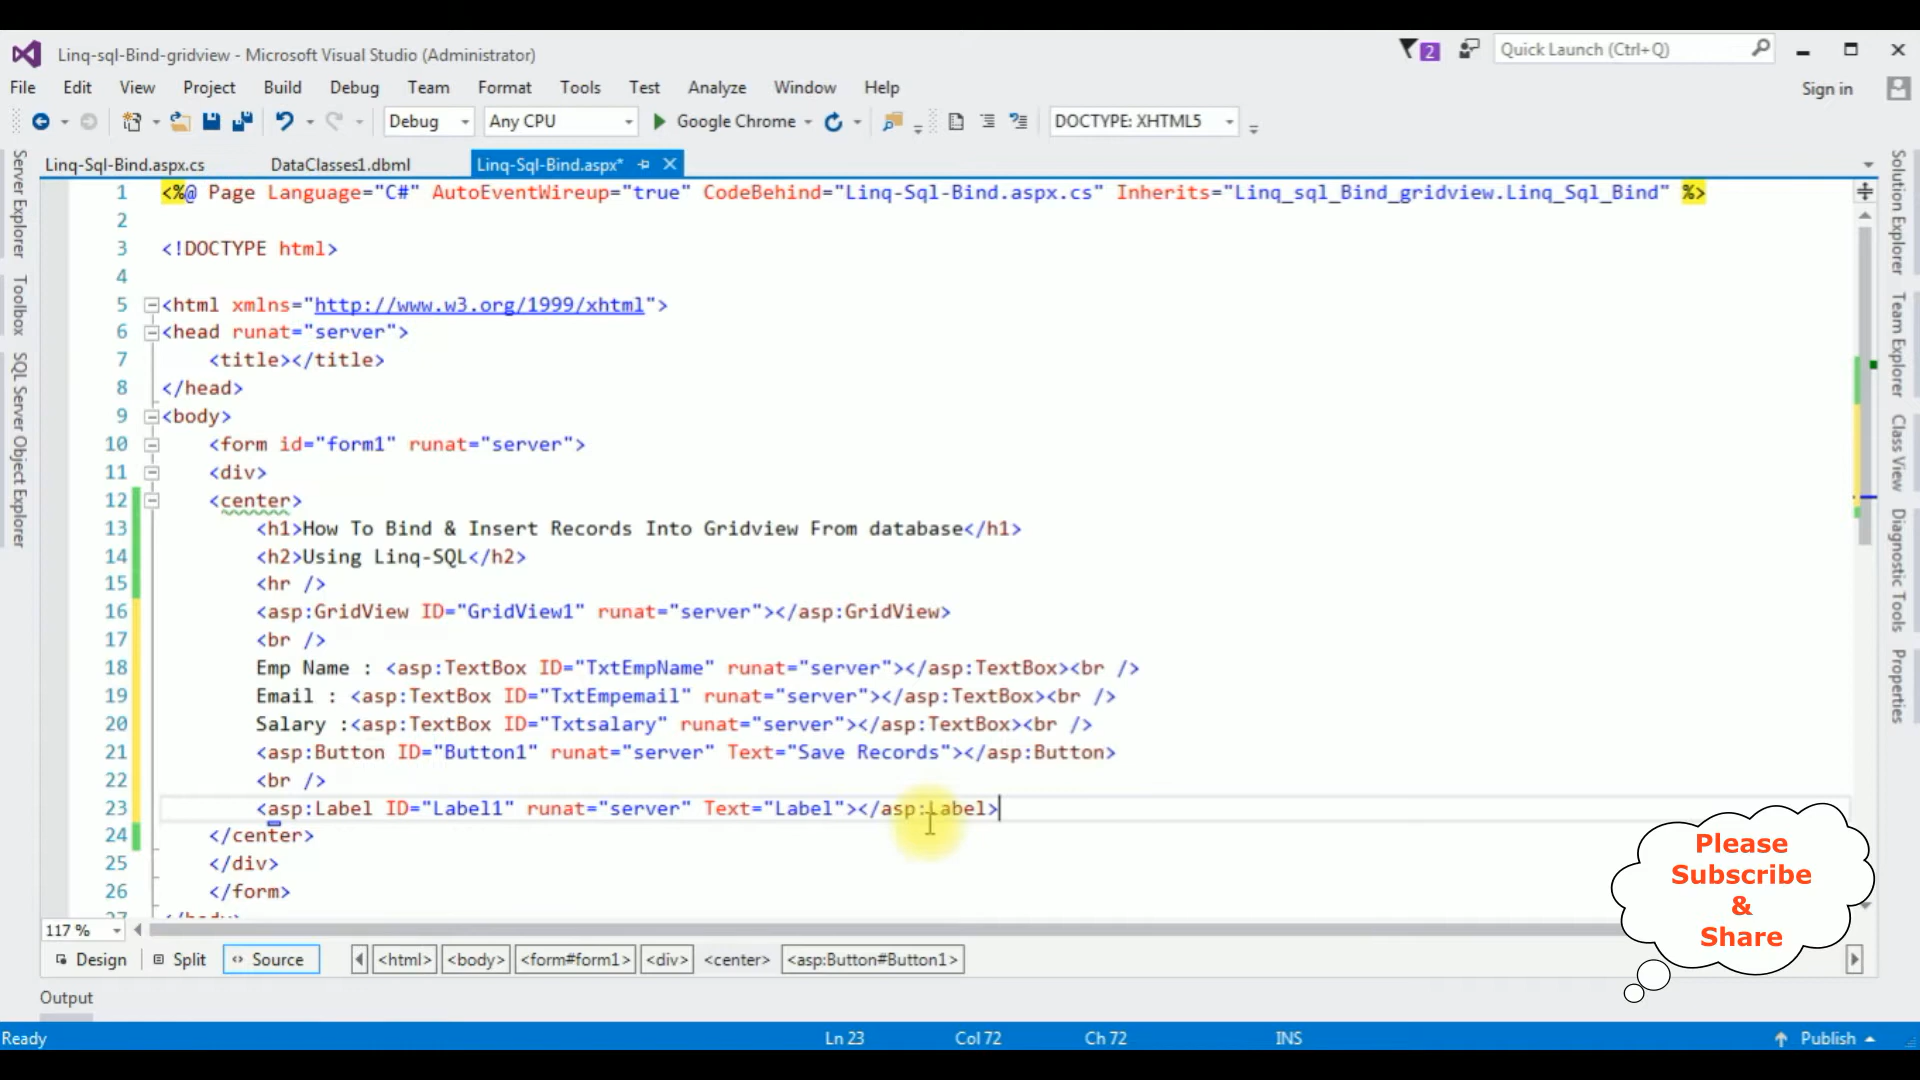 Linq-sql-Bind-gridview - Microsoft Visual Studio (Administrator)
2
Quick Launch (Ctrl+Q)
File Edit View Project Build Debug Team Format Tools Test Analyze Window Help
Sign in
Debug Any CPU Google Chrome DOCTYPE: XHTML5
Linq-Sql-Bind.aspx.cs DataClasses1.dbml Linq-Sql-Bind.aspx*
Server Explorer
Toolbox
SQL Server Object Explorer
1 <%@ Page Language="C#" AutoEventWireup="true" CodeBehind="Linq-Sql-Bind.aspx.cs" Inherits="Linq_sql_Bind_gridview.Linq_Sql_Bind" %>
2
3 <!DOCTYPE html>
4
5 <html xmlns="http://www.w3.org/1999/xhtml">
6 <head runat="server">
7 <title></title>
8 </head>
9 <body>
10 <form id="form1" runat="server">
11 <div>
12 <center>
13 <h1>How To Bind & Insert Records Into Gridview From database</h1>
14 <h2>Using Linq-SQL</h2>
15 <hr />
16 <asp:GridView ID="GridView1" runat="server"></asp:GridView>
17 <br />
18 Emp Name : <asp:TextBox ID="TxtEmpName" runat="server"></asp:TextBox><br />
19 Email : <asp:TextBox ID="TxtEmpemail" runat="server"></asp:TextBox><br />
20 Salary :<asp:TextBox ID="Txtsalary" runat="server"></asp:TextBox><br />
21 <asp:Button ID="Button1" runat="server" Text="Save Records"></asp:Button>
22 <br />
23 <asp:Label ID="Label1" runat="server" Text="Label"></asp:Label>
24 </center>
25 </div>
26 </form>
27 </body>
Solution Explorer
Team Explorer
Class View
Diagnostic Tools
Properties
Please
Subscribe
&
Share
117 %
Design Split Source <html> <body> <form#form1> <div> <center> <asp:Button#Button1>
Output
Ready Ln 23 Col 72 Ch 72 INS Publish